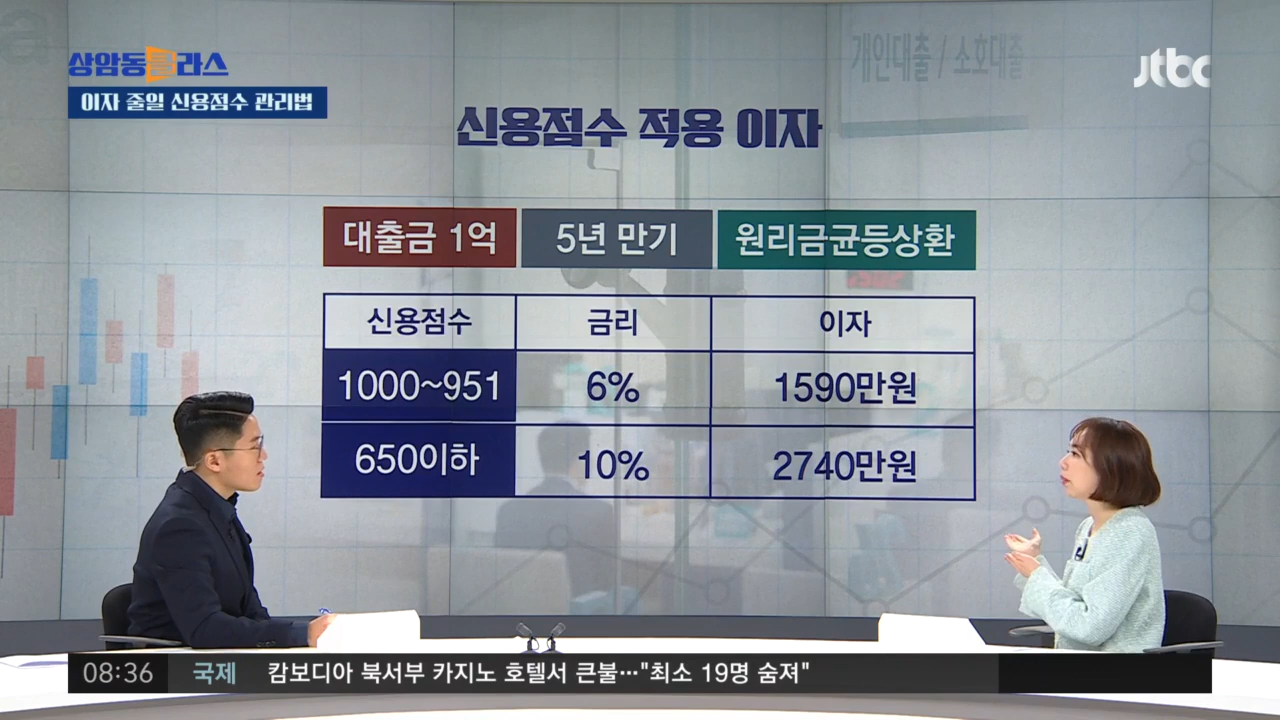 상암동클라스
이자 줄일 신용점수 관리법
개인대출 / 소호대출
jtbc
신용점수 적용 이자
대출금 1억
5년 만기
원리금균등상환
신용점수
금리
이자
1000~951
6%
1590만원
650이하
10%
2740만원
08:36
국제
캄보디아 북서부 카지노 호텔서 큰불…"최소 19명 숨져"